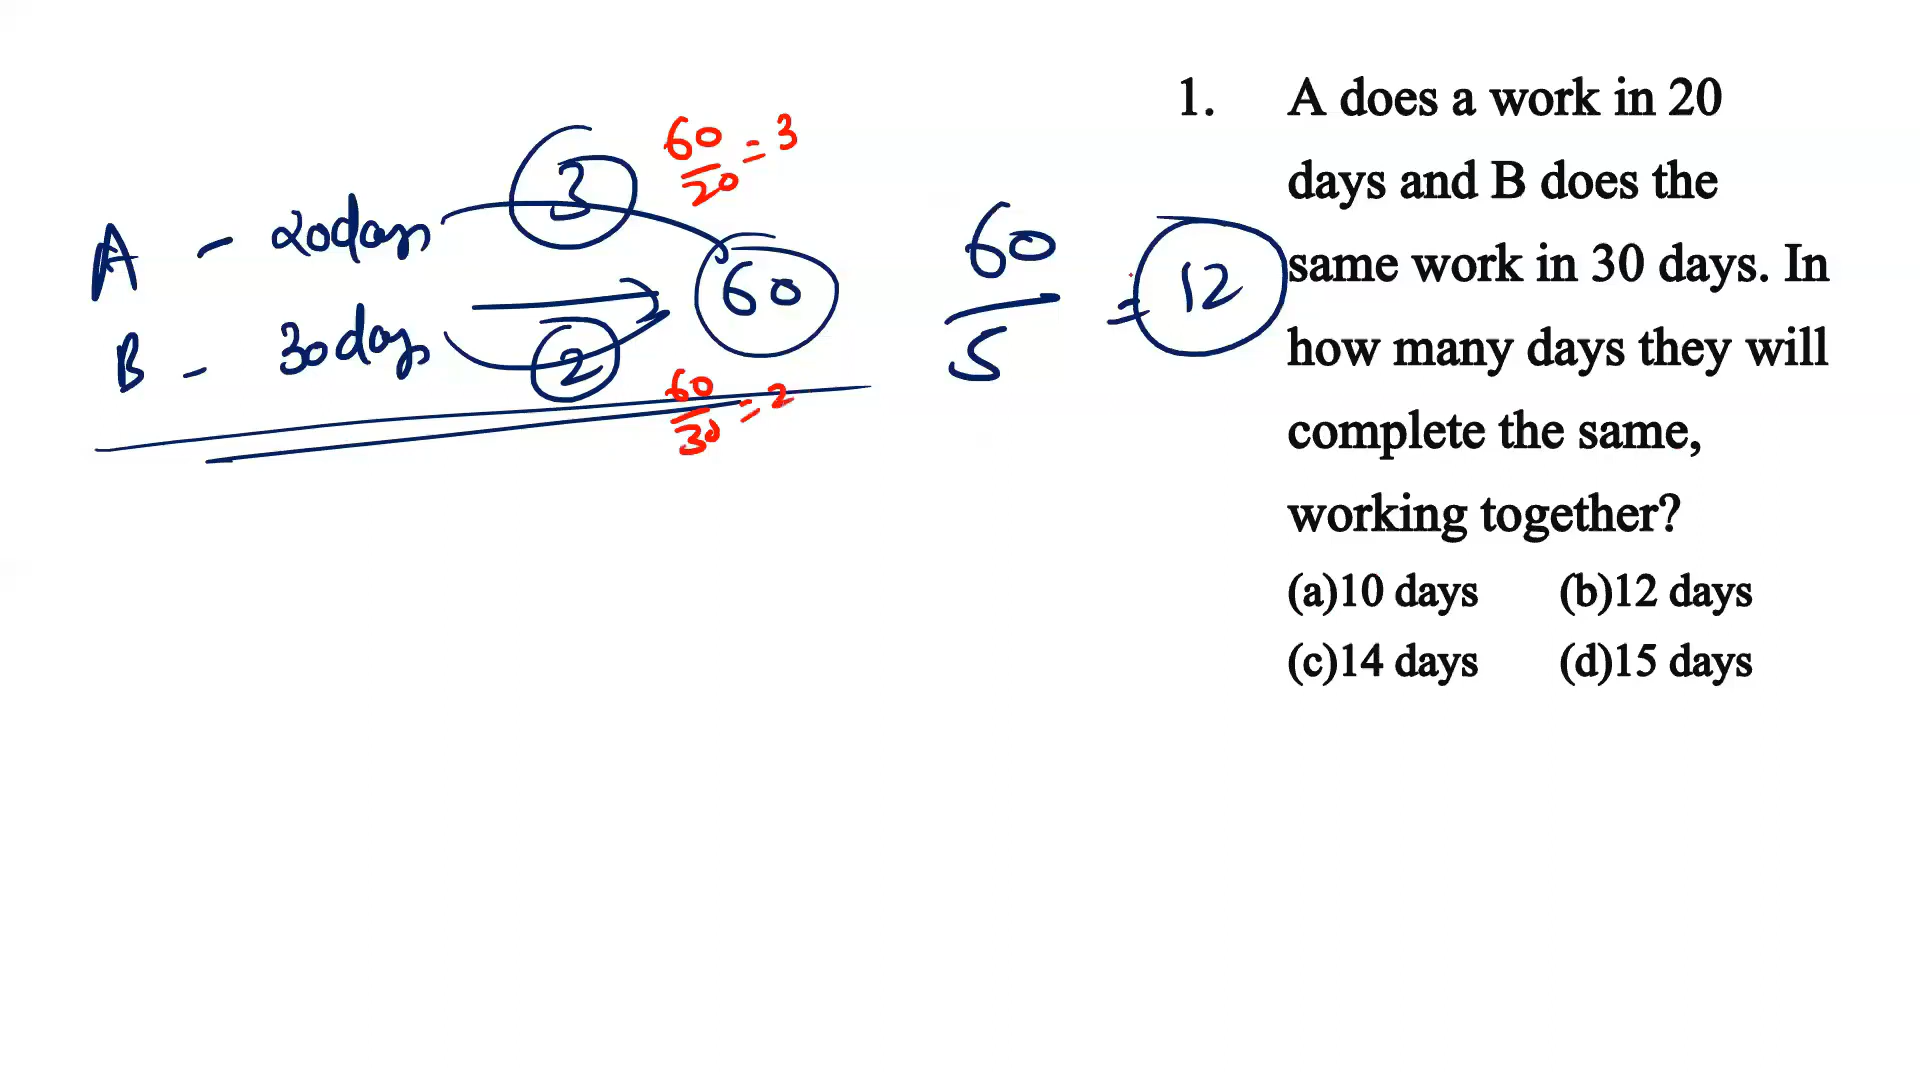 60/20 = 3
A - 20days 3
60
B - 30days 2
60/30 = 2
60/5 = 12
1. A does a work in 20
days and B does the
same work in 30 days. In
how many days they will
complete the same,
working together?
(a)10 days (b)12 days
(c)14 days (d)15 days